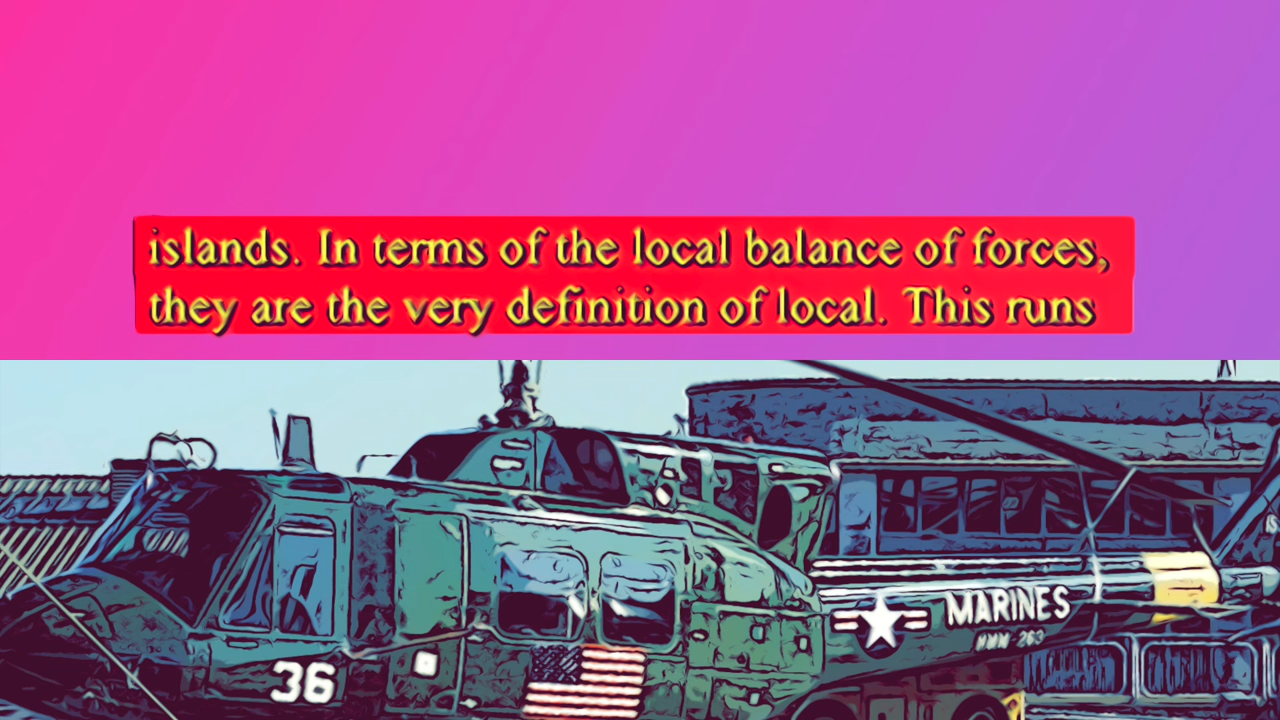 islands. In terms of the local balance of forces,
they are the very definition of local. This runs
MARINES
HMM 263
36